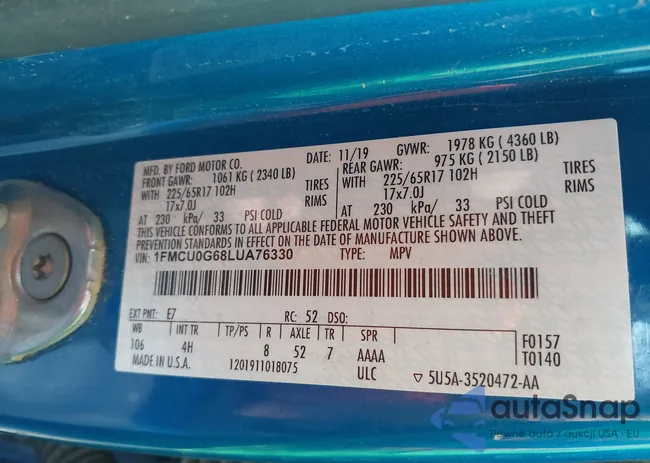 MFD. BY FORD MOTOR CO.
DATE: 11/19 GVWR: 1978 KG ( 4360 LB)
FRONT GAWR: 1061 KG ( 2340 LB)
REAR GAWR: 975 KG ( 2150 LB)
WITH 225/65R17 102H TIRES
WITH 225/65R17 102H TIRES
17x7.0J RIMS
17x7.0J RIMS
AT 230 kPa/ 33 PSI COLD
AT 230 kPa/ 33 PSI COLD
THIS VEHICLE CONFORMS TO ALL APPLICABLE FEDERAL MOTOR VEHICLE SAFETY AND THEFT
PREVENTION STANDARDS IN EFFECT ON THE DATE OF MANUFACTURE SHOWN ABOVE.
VIN: 1FMCU0G68LUA76330 TYPE: MPV
EXT PNT: E7 RC: 52 DSO:
WB INT TR TP/PS R AXLE TR SPR
106 4H 8 52 7 AAAA
F0157
T0140
MADE IN U.S.A. 1201911018075 ULC ▽ 5U5A-3520472-AA
autaSnap
Pewne auta z aukcji USA i EU